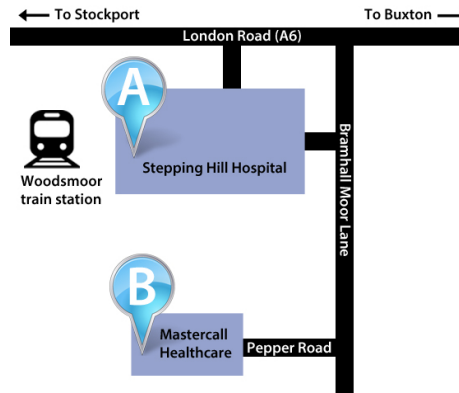 To Stockport
To Buxton
London Road (A6)
A
Stepping Hill Hospital
Woodsmoor
train station
Bramhall Moor Lane
B
Mastercall
Healthcare
Pepper Road